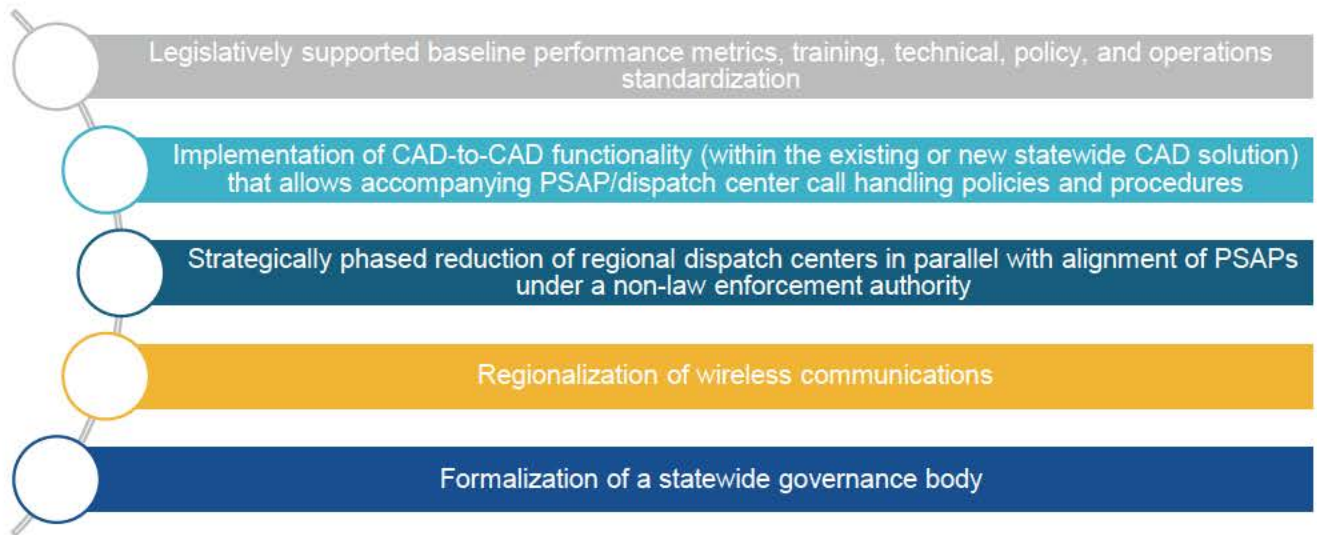 Legislatively supported baseline performance metrics, training, technical, policy, and operations
standardization
Implementation of CAD-to-CAD functionality (within the existing or new statewide CAD solution)
that allows accompanying PSAP/dispatch center call handling policies and procedures
Strategically phased reduction of regional dispatch centers in parallel with alignment of PSAPs
under a non-law enforcement authority
Regionalization of wireless communications
Formalization of a statewide governance body